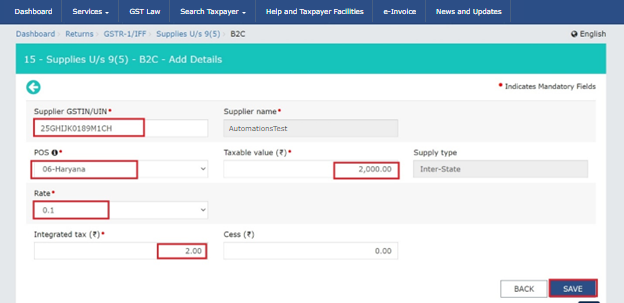 Dashboard Services GST Law Search Taxpayer Help and Taxpayer Facilities e-Invoice News and Updates
Dashboard Returns GSTR-1/IFF Supplies U/s 9(5) B2C English
15 - Supplies U/s 9(5) - B2C - Add Details
• Indicates Mandatory Fields
Supplier GSTIN/UIN• Supplier name•
25GHIJK0189M1CH AutomationsTest
POS • Taxable value (₹)• Supply type
06-Haryana 2,000.00 Inter-State
Rate•
0.1
Integrated tax (₹)• Cess (₹)
2.00 0.00
BACK SAVE